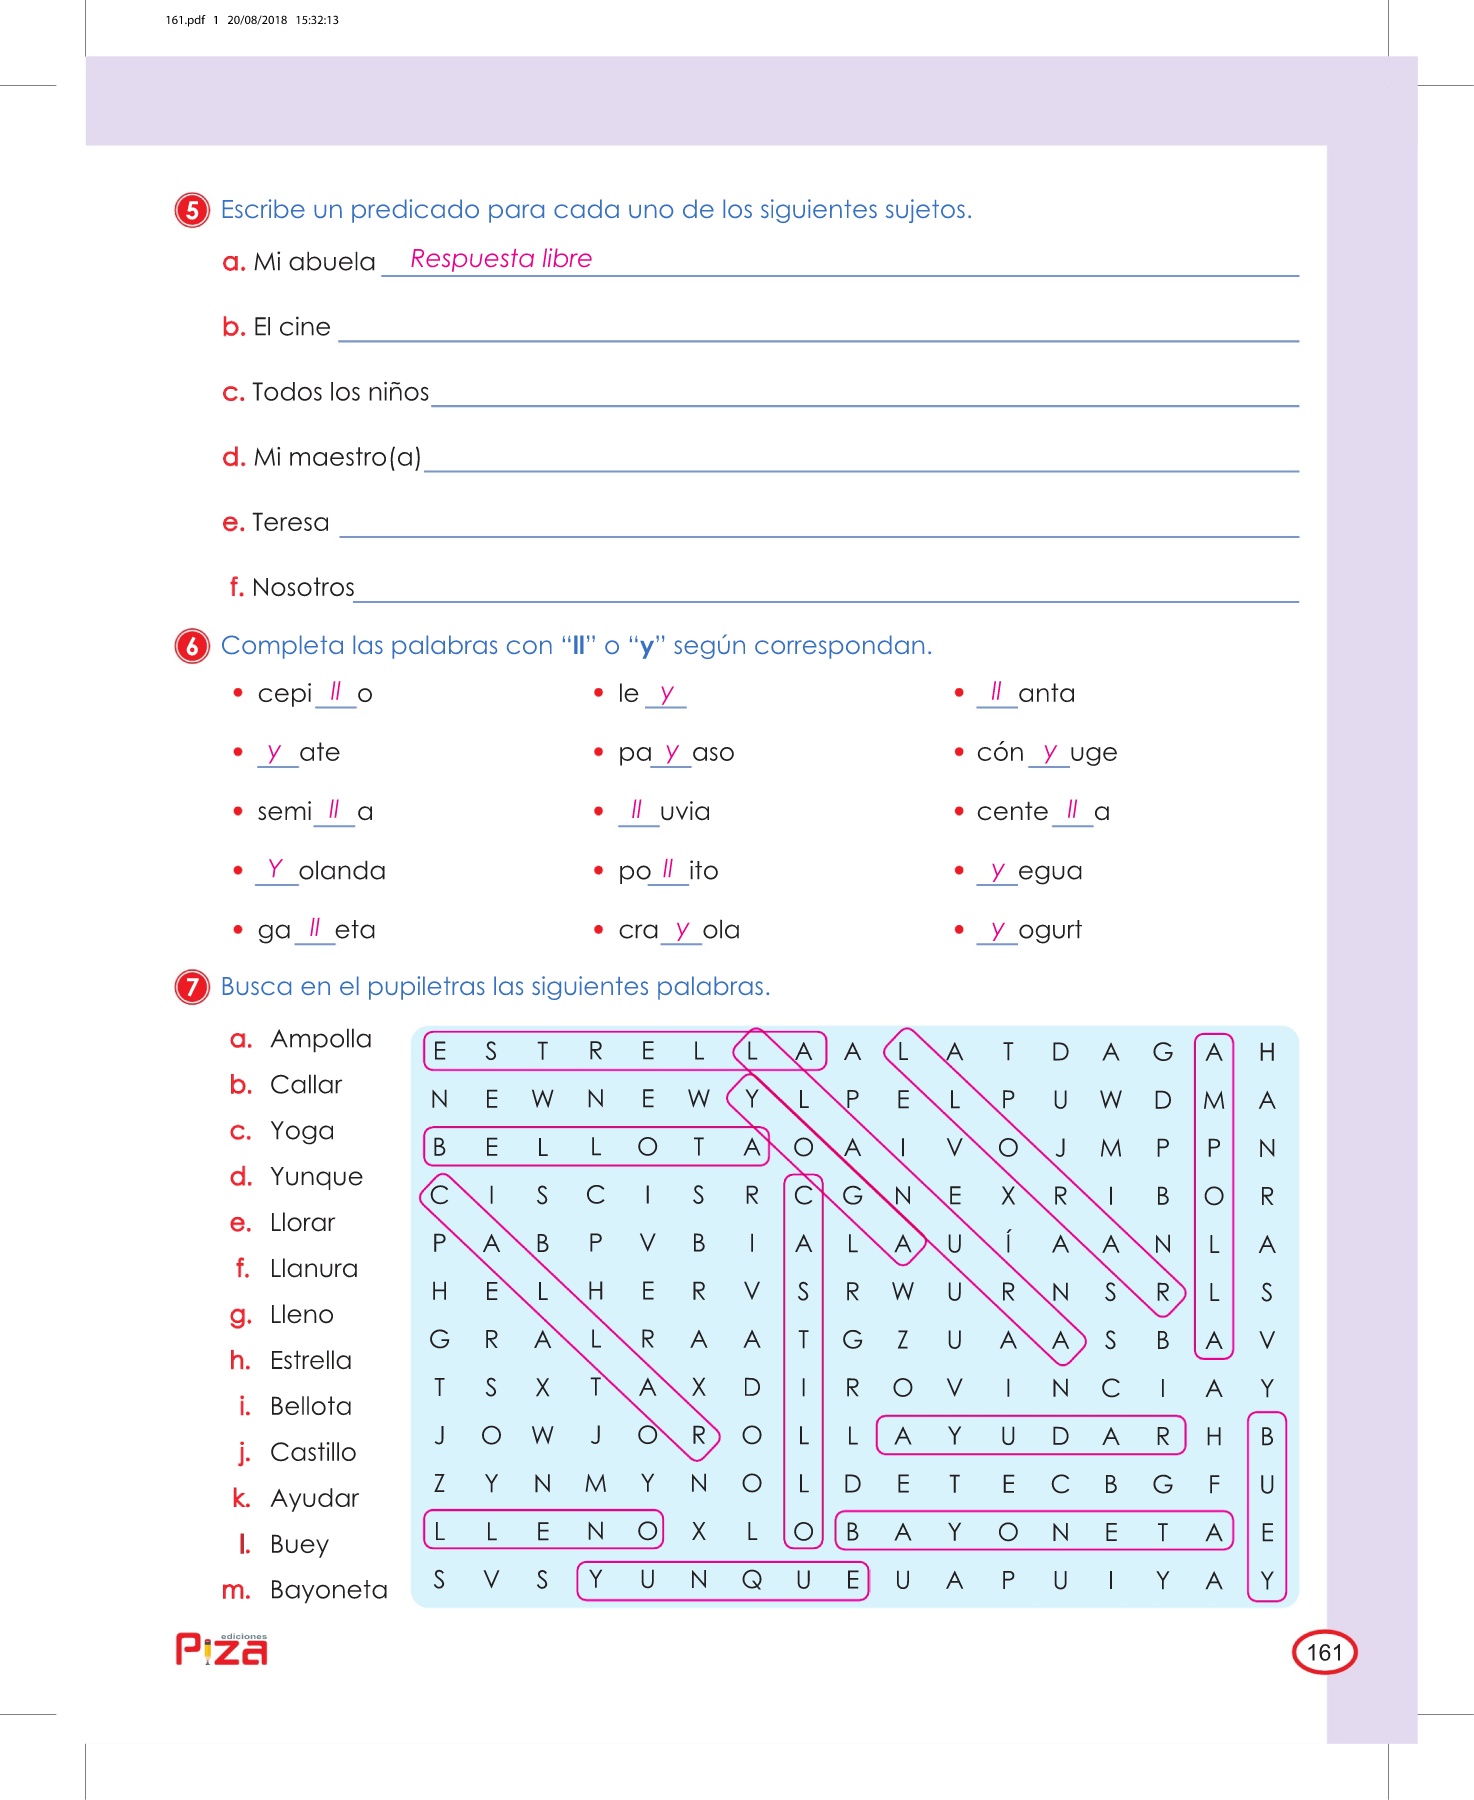 161.pdf 1 20/08/2018 15:32:13
5 Escribe un predicado para cada uno de los siguientes sujetos.
a. Mi abuela Respuesta libre
b. El cine
c. Todos los niños
d. Mi maestro(a)
e. Teresa
f. Nosotros
6 Completa las palabras con “ll” o “y” según correspondan.
• cepi ll o • le y • ll anta
• y ate • pa y aso • cón y uge
• semi ll a • ll uvia • cente ll a
• Y olanda • po ll ito • y egua
• ga ll eta • cra y ola • y ogurt
7 Busca en el pupiletras las siguientes palabras.
a. Ampolla
b. Callar
c. Yoga
d. Yunque
e. Llorar
f. Llanura
g. Lleno
h. Estrella
i. Bellota
j. Castillo
k. Ayudar
l. Buey
m. Bayoneta
E S T R E L L A A L A T D A G A H
N E W N E W Y L P E L P U W D M A
B E L L O T A O A I V O J M P P N
C I S C I S R C G N E X R I B O R
P A B P V B I A L A U Í A A N L A
H E L H E R V S R W U R N S R L S
G R A L R A A T G Z U A A S B A V
T S X T A X D I R O V I N C I A Y
J O W J O R O L L A Y U D A R H B
Z Y N M Y N O L D E T E C B G F U
L L E N O X L O B A Y O N E T A E
S V S Y U N Q U E U A P U I Y A Y
ediciones
Piza
161